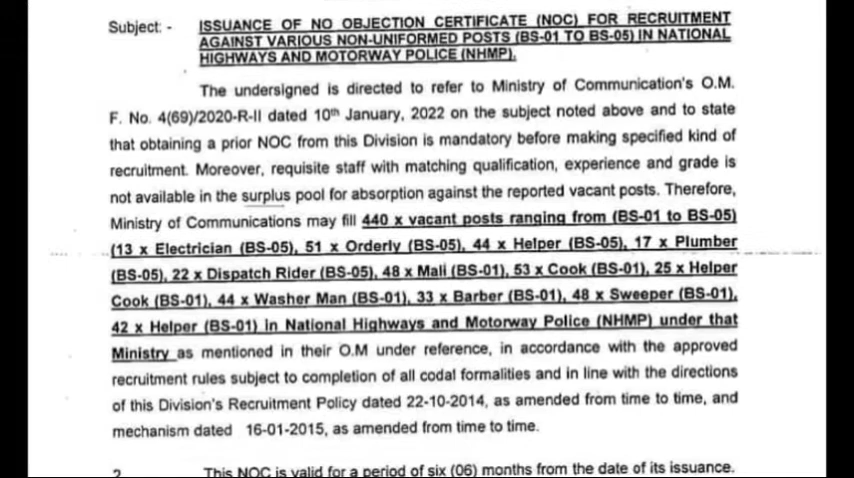 Subject: - ISSUANCE OF NO OBJECTION CERTIFICATE (NOC) FOR RECRUITMENT
AGAINST VARIOUS NON-UNIFORMED POSTS (BS-01 TO BS-05) IN NATIONAL
HIGHWAYS AND MOTORWAY POLICE (NHMP).
The undersigned is directed to refer to Ministry of Communication's O.M.
F. No. 4(69)/2020-R-II dated 10th January, 2022 on the subject noted above and to state
that obtaining a prior NOC from this Division is mandatory before making specified kind of
recruitment. Moreover, requisite staff with matching qualification, experience and grade is
not available in the surplus pool for absorption against the reported vacant posts. Therefore,
Ministry of Communications may fill 440 x vacant posts ranging from (BS-01 to BS-05)
(13 x Electrician (BS-05), 51 x Orderly (BS-05), 44 x Helper (BS-05), 17 x Plumber
(BS-05), 22 x Dispatch Rider (BS-05), 48 x Mali (BS-01), 53 x Cook (BS-01), 25 x Helper
Cook (BS-01), 44 x Washer Man (BS-01), 33 x Barber (BS-01), 48 x Sweeper (BS-01),
42 x Helper (BS-01) in National Highways and Motorway Police (NHMP) under that
Ministry as mentioned in their O.M under reference, in accordance with the approved
recruitment rules subject to completion of all codal formalities and in line with the directions
of this Division's Recruitment Policy dated 22-10-2014, as amended from time to time, and
mechanism dated 16-01-2015, as amended from time to time.
2 This NOC is valid for a period of six (06) months from the date of its issuance.